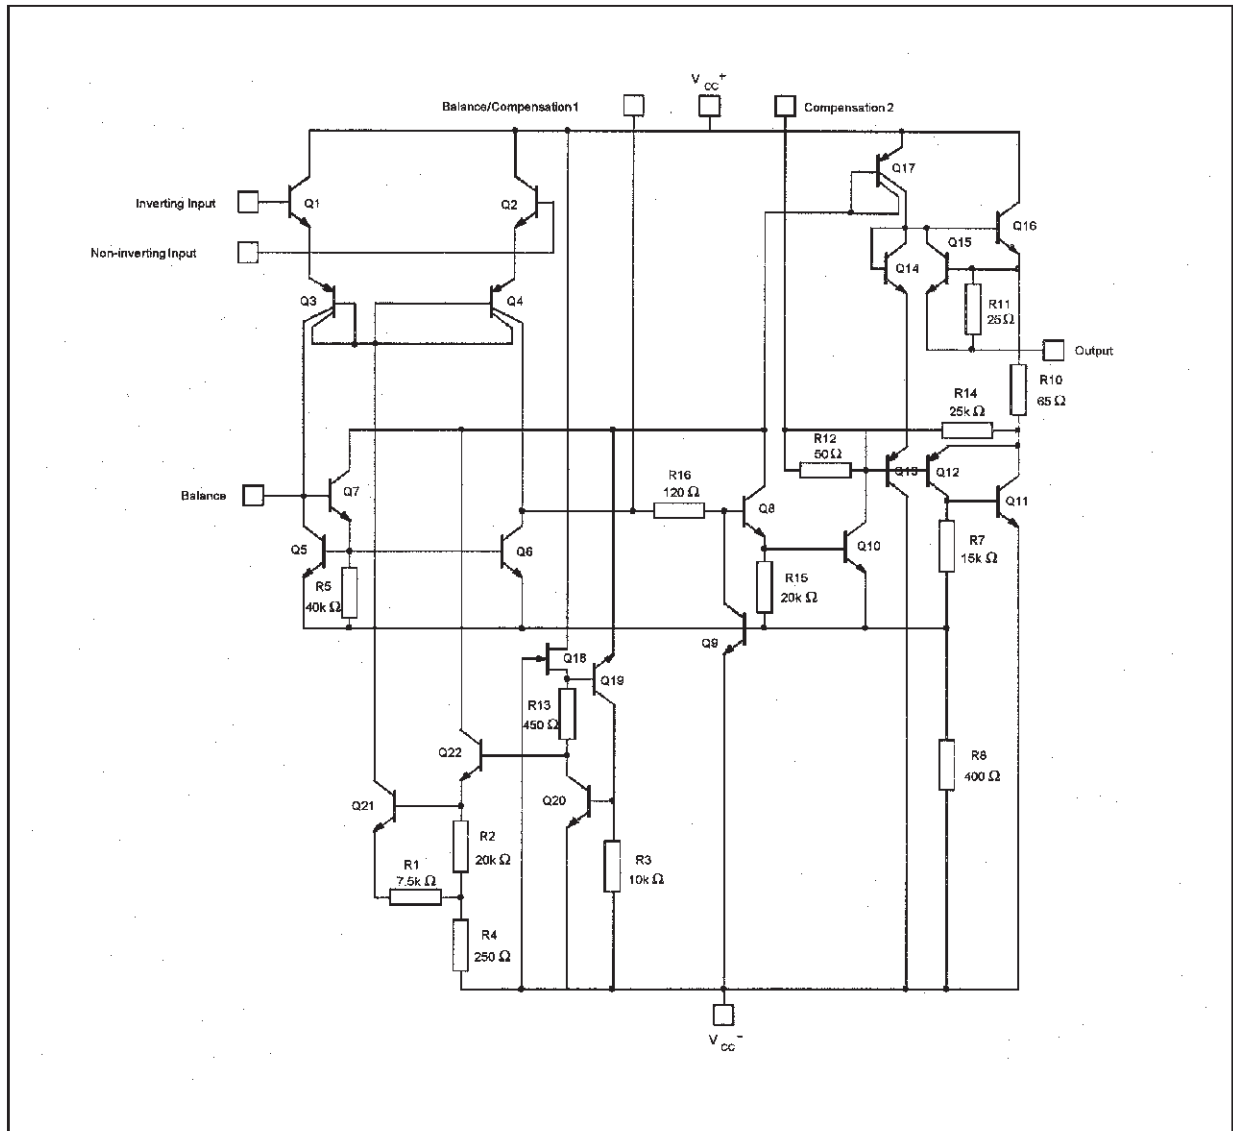 V CC +
Balance/Compensation 1
Compensation 2
Q17
Inverting Input
Q1
Q2
Q16
Q15
Non-inverting Input
Q14
Q3
Q4
R11
25 Ω
Output
R10
65 Ω
R14
25k Ω
R12
50 Ω
R16
120 Ω
Q13
Q12
Balance
Q7
Q8
Q11
Q5
Q6
Q10
R7
15k Ω
R5
40k Ω
R15
20k Ω
Q9
Q18
Q19
R13
450 Ω
Q22
R8
400 Ω
Q21
Q20
R2
20k Ω
R3
10k Ω
R1
7.5k Ω
R4
250 Ω
V CC -